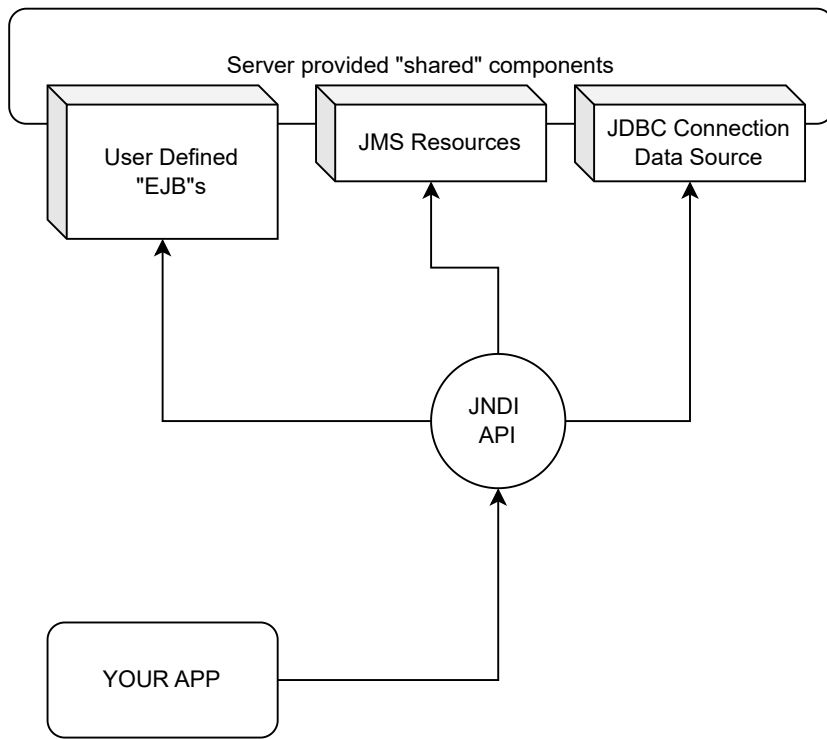 Server provided "shared" components
User Defined
"EJB"s
JMS Resources
JDBC Connection
Data Source
JNDI
API
YOUR APP